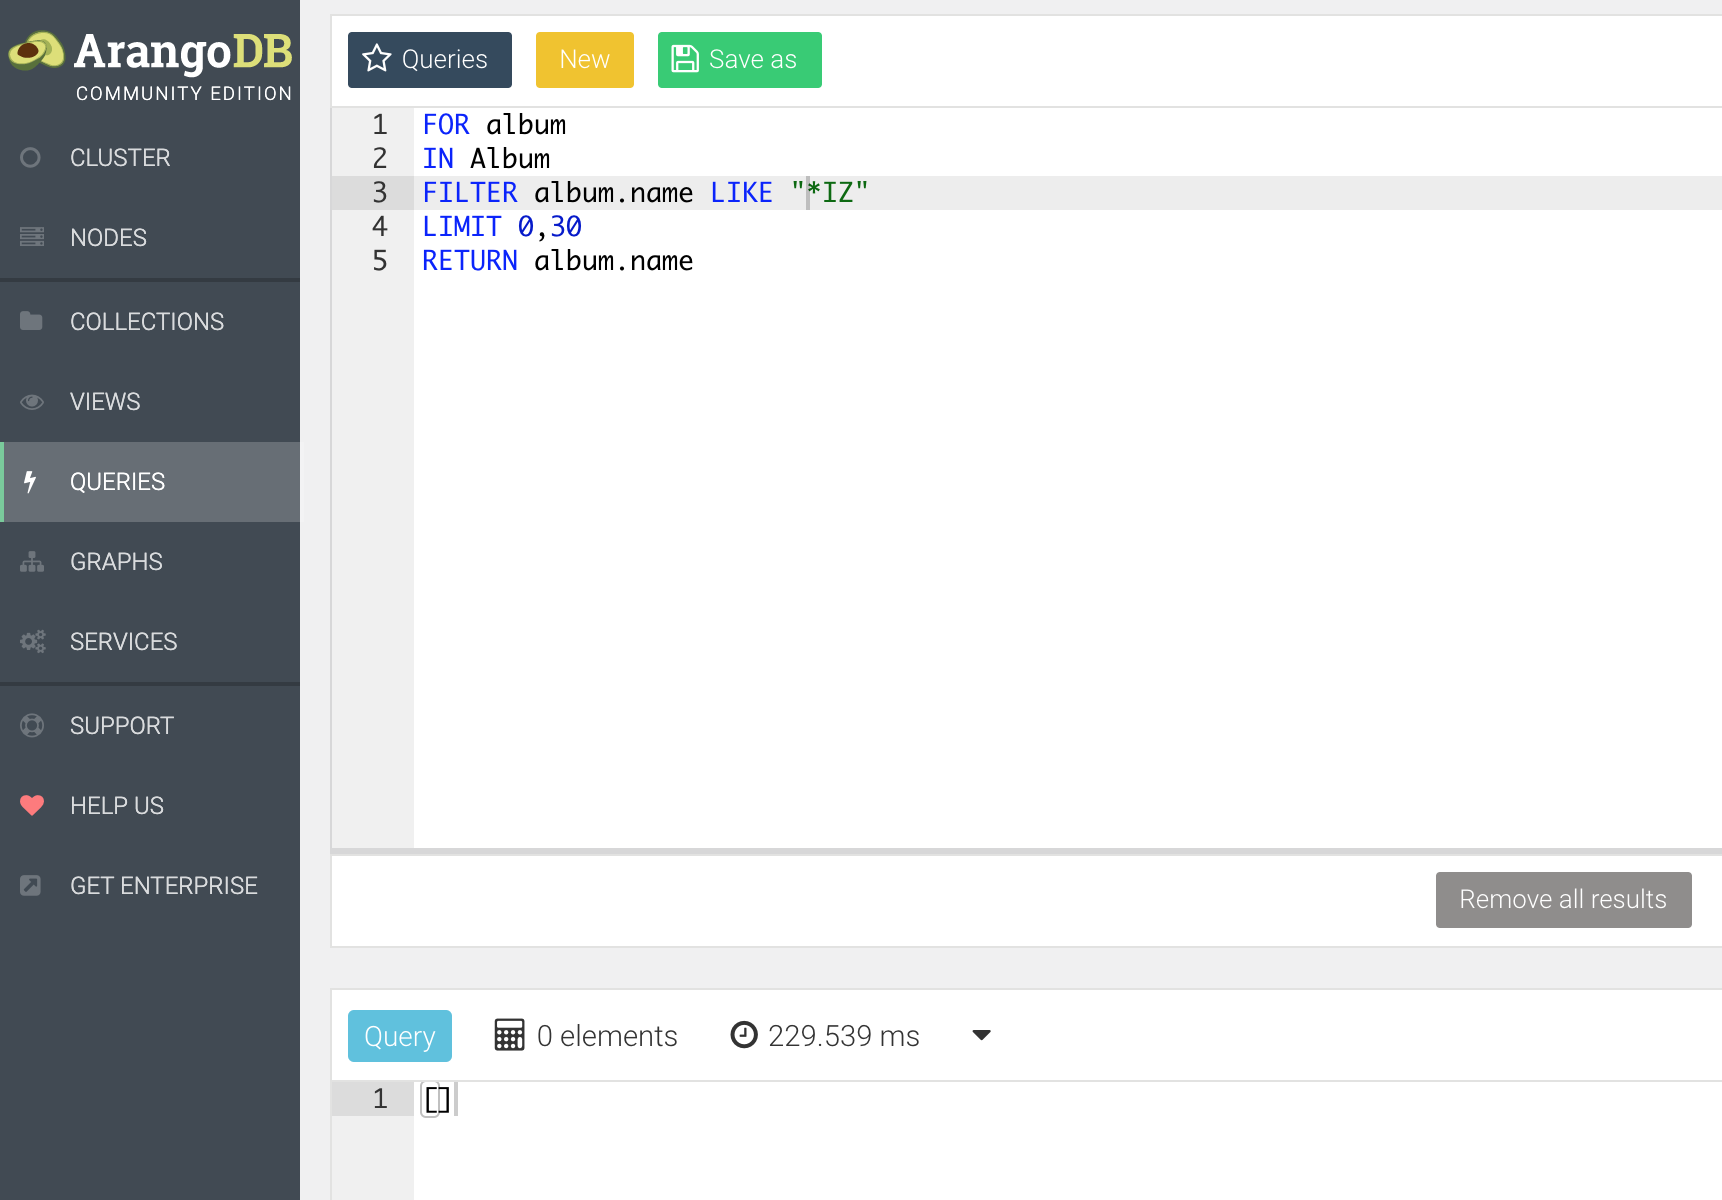 ArangoDB
COMMUNITY EDITION
CLUSTER
NODES
COLLECTIONS
VIEWS
QUERIES
GRAPHS
SERVICES
SUPPORT
HELP US
GET ENTERPRISE
Queries New Save as
1 FOR album
2 IN Album
3 FILTER album.name LIKE "*IZ"
4 LIMIT 0,30
5 RETURN album.name
Remove all results
Query 0 elements 229.539 ms
1 []